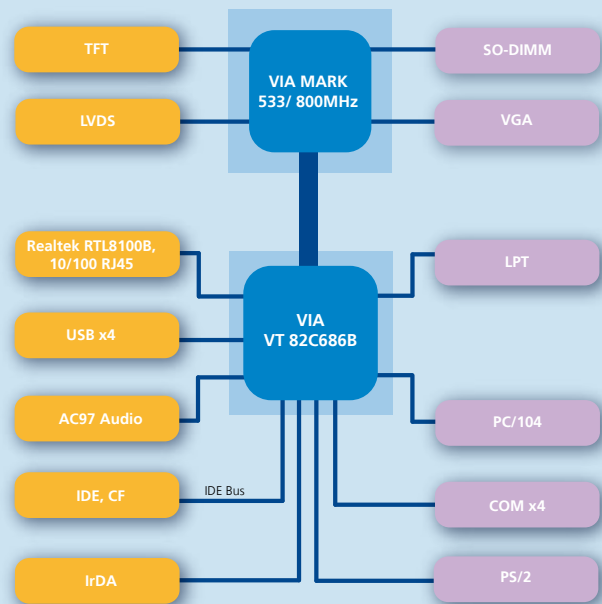 TFT
VIA MARK
533/ 800MHz
SO-DIMM
LVDS
VGA
Realtek RTL8100B,
10/100 RJ45
LPT
USB x4
VIA
VT 82C686B
AC97 Audio
PC/104
IDE, CF
IDE Bus
COM x4
IrDA
PS/2